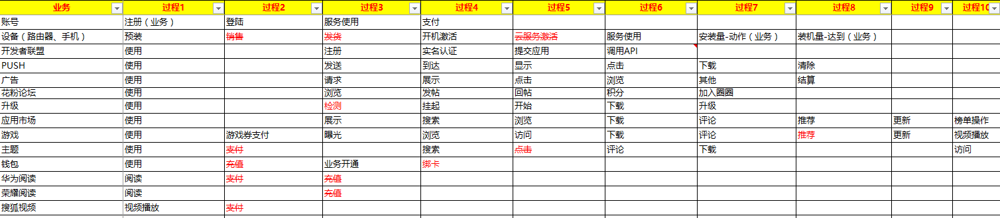 业务 过程1 过程2 过程3 过程4 过程5 过程6 过程7 过程8 过程9 过程10
账号 注册（业务） 登陆 服务使用 支付
设备（路由器、手机） 预装 销售 发货 开机激活 云服务激活 服务使用 安装量-动作（业务） 装机量-达到（业务）
开发者联盟 使用 注册 实名认证 提交应用 调用API
PUSH 使用 发送 到达 显示 点击 下载 清除
广告 使用 请求 展示 点击 浏览 其他 结算
花粉论坛 使用 浏览 发帖 回帖 积分 加入圈圈
升级 使用 检测 挂起 开始 下载 升级
应用市场 使用 展示 搜索 浏览 下载 评论 推荐 更新 榜单操作
游戏 使用 游戏券支付 曝光 浏览 访问 下载 评论 推荐 更新 视频播放
主题 使用 支付 搜索 点击 评论 下载 访问
钱包 使用 充值 业务开通 绑卡
华为阅读 阅读 支付 充值
荣耀阅读 阅读 充值
搜狐视频 视频播放 支付